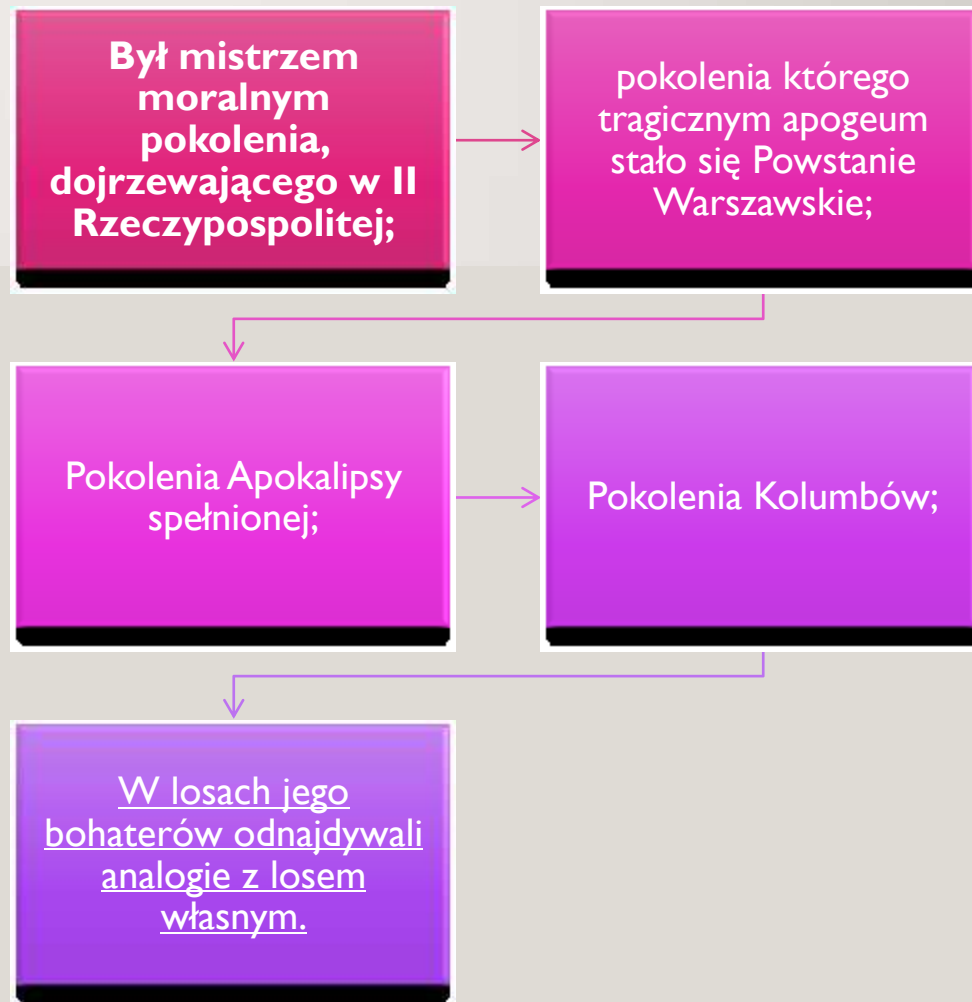 Był mistrzem
moralnym
pokolenia,
dojrzewającego w II
Rzeczypospolitej;
pokolenia którego
tragicznym apogeum
stało się Powstanie
Warszawskie;
Pokolenia Apokalipsy
spełnionej;
Pokolenia Kolumbów;
W losach jego
bohaterów odnajdywali
analogie z losem
własnym.